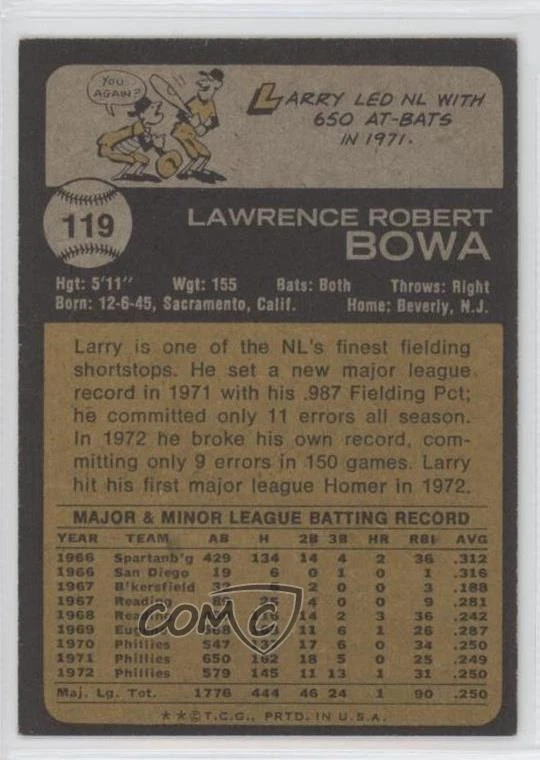 YOU AGAIN?
LARRY LED NL WITH
650 AT-BATS
IN 1971.
119
LAWRENCE ROBERT
BOWA
Hgt: 5'11" Wgt: 155 Bats: Both Throws: Right
Born: 12-6-45, Sacramento, Calif. Home: Beverly, N.J.
Larry is one of the NL's finest fielding
shortstops. He set a new major league
record in 1971 with his .987 Fielding Pct;
he committed only 11 errors all season.
In 1972 he broke his own record, com-
mitting only 9 errors in 150 games. Larry
hit his first major league Homer in 1972.
MAJOR & MINOR LEAGUE BATTING RECORD
YEAR TEAM AB H 2B 3B HR RBI AVG
1966 Spartanb'g 429 134 14 4 2 36 .312
1966 San Diego 19 6 0 1 0 1 .316
1967 B'kersfield 32 2 0 0 3 .188
1967 Reading 89 25 4 0 0 9 .281
1968 Reading 14 2 3 36 .242
1969 11 6 1 26 .287
1970 Phillies 547 17 6 0 34 .250
1971 Phillies 650 162 18 5 0 25 .249
1972 Phillies 579 145 11 13 1 31 .250
Maj. Lg. Tot. 1776 444 46 24 1 90 .250
★★©T.C.G., PRTD. IN U.S.A.
COMC